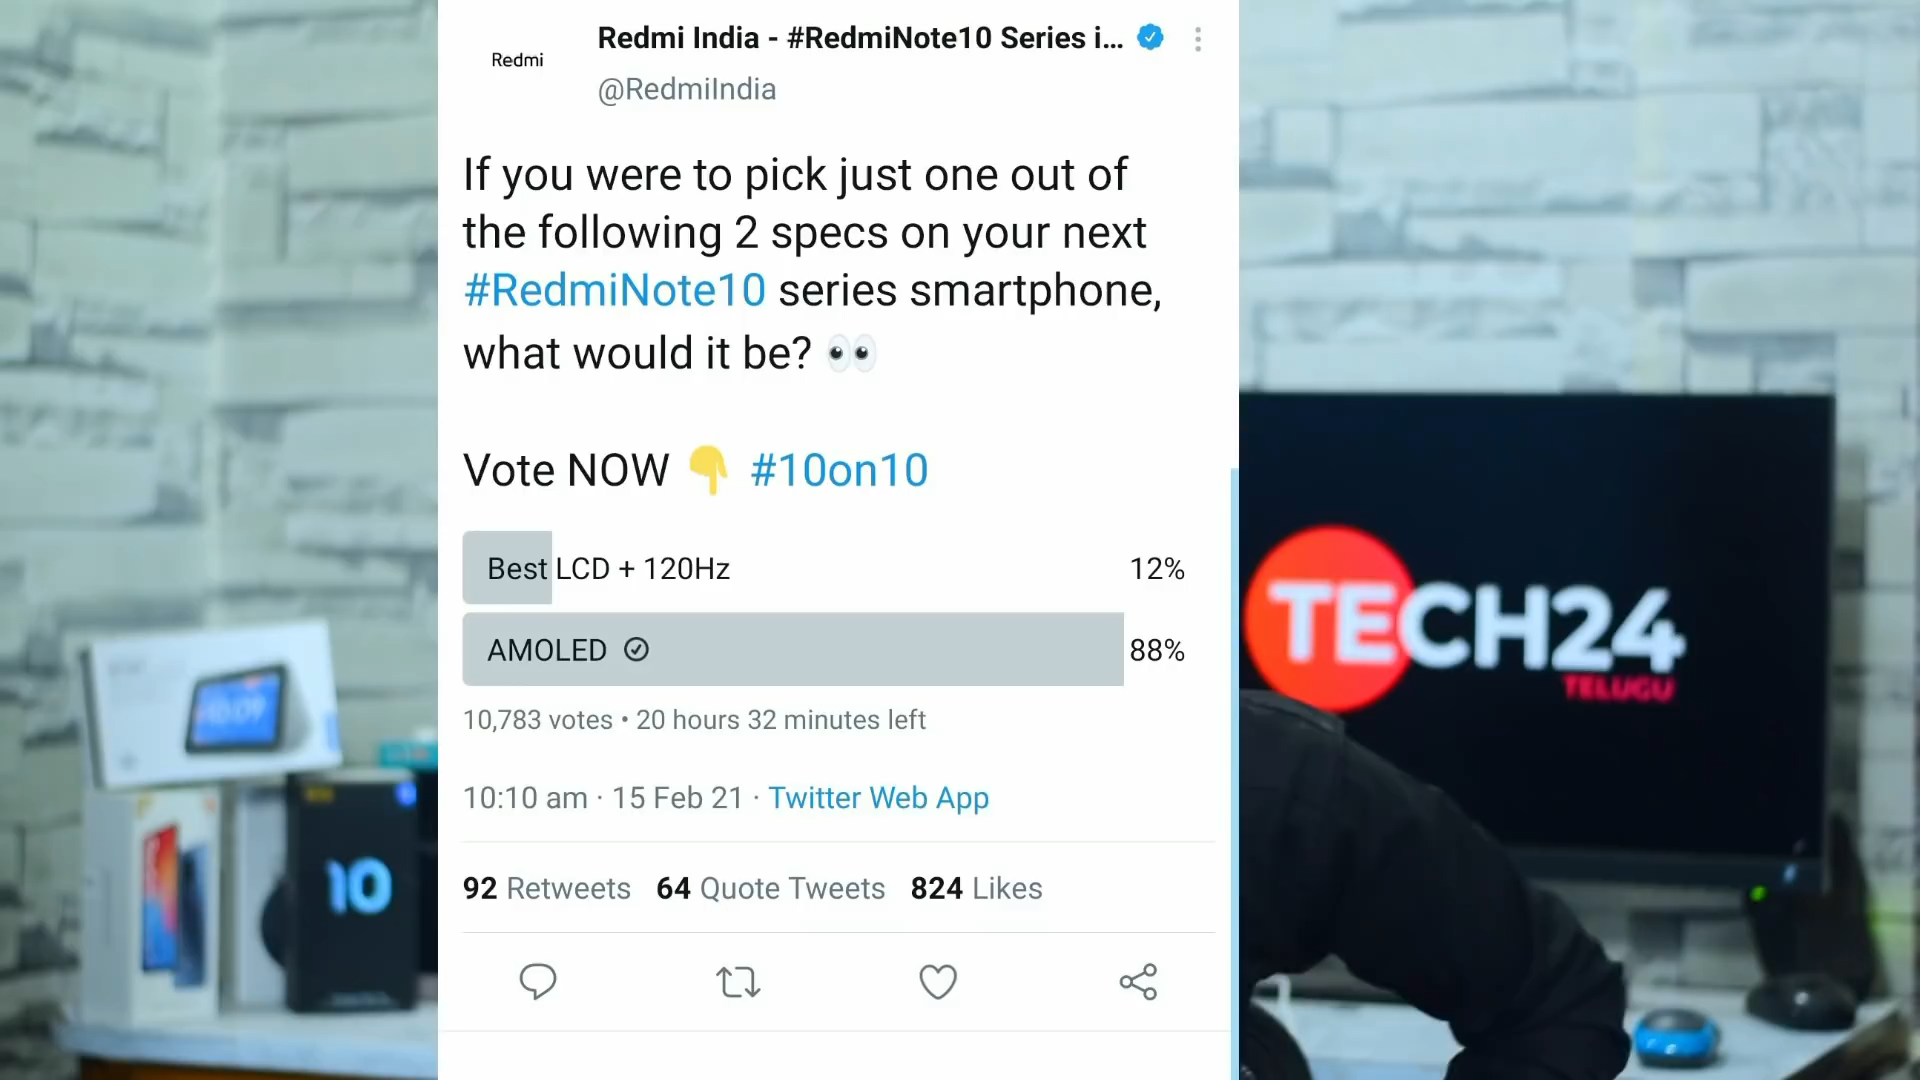 Redmi
Redmi India - #RedmiNote10 Series i...
@RedmiIndia
If you were to pick just one out of
the following 2 specs on your next
#RedmiNote10 series smartphone,
what would it be? 👀
Vote NOW 👇 #10on10
Best LCD + 120Hz 12%
AMOLED 88%
10,783 votes • 20 hours 32 minutes left
10:10 am · 15 Feb 21 · Twitter Web App
92 Retweets 64 Quote Tweets 824 Likes
TECH24
TELUGU
10:09
10